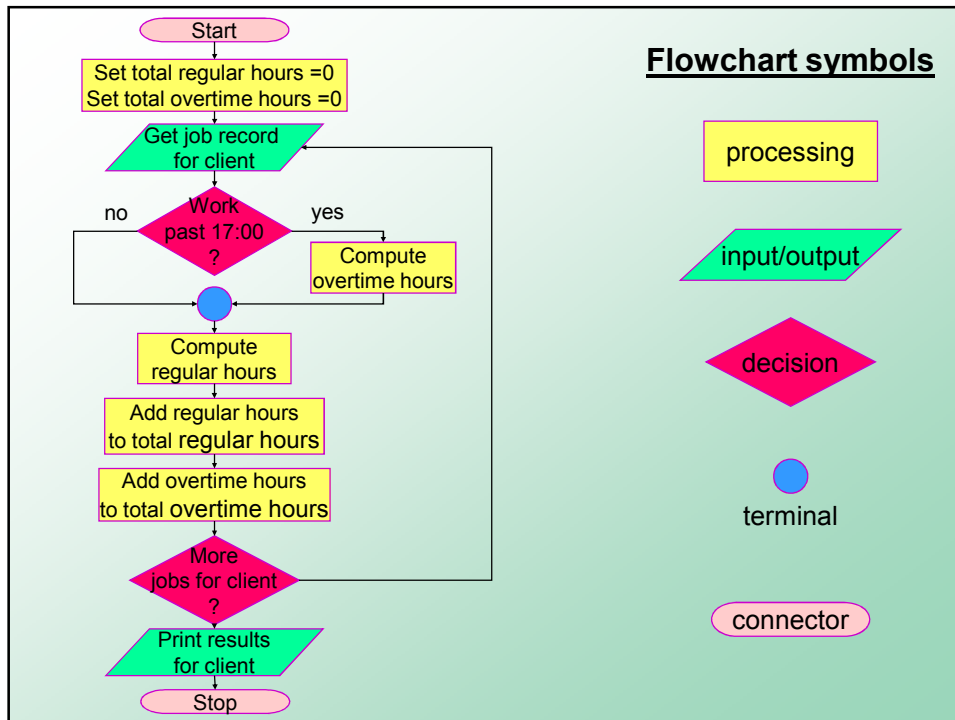 Start
Set total regular hours =0
Set total overtime hours =0
Get job record
for client
no
Work
past 17:00
?
yes
Compute
overtime hours
Compute
regular hours
Add regular hours
to total regular hours
Add overtime hours
to total overtime hours
More
jobs for client
?
Print results
for client
Stop
Flowchart symbols
processing
input/output
decision
terminal
connector